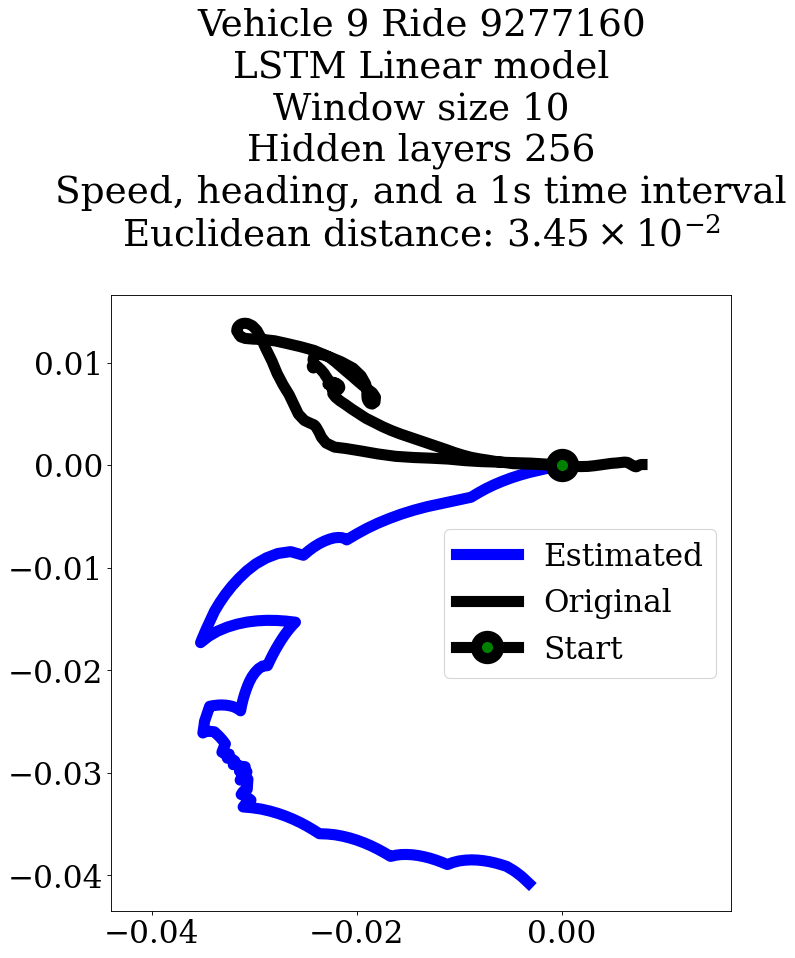 Vehicle 9 Ride 9277160
LSTM Linear model
Window size 10
Hidden layers 256
Speed, heading, and a 1s time interval
Euclidean distance: 3.45 × 10⁻²
0.01
0.00
−0.01
−0.02
−0.03
−0.04
Estimated
Original
Start
−0.04 −0.02 0.00